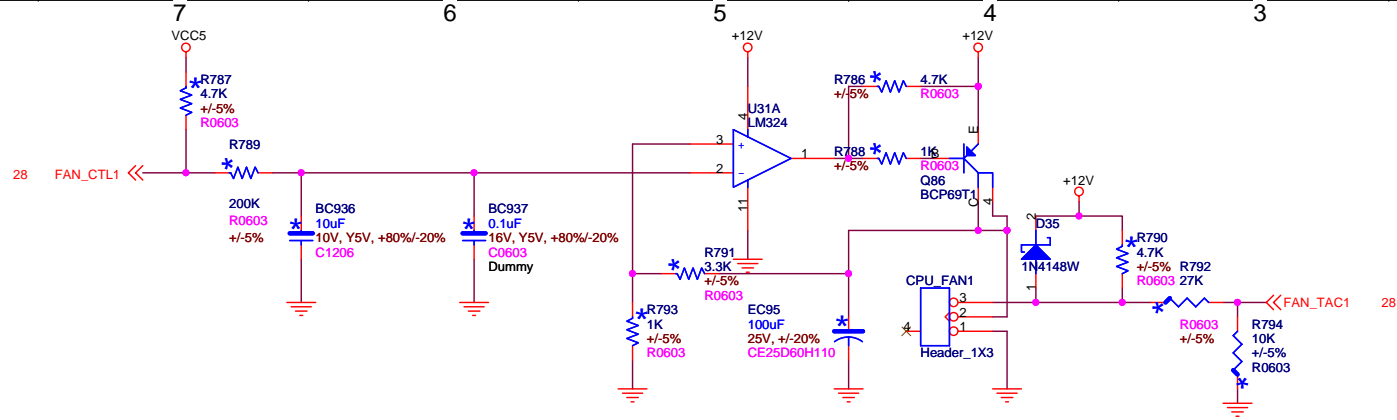 7
6
5
4
3
VCC5
R787
4.7K
+/-5%
R0603
R789
200K
R0603
+/-5%
28
FAN_CTL1
BC936
10uF
10V, Y5V, +80%/-20%
C1206
BC937
0.1uF
16V, Y5V, +80%/-20%
C0603
Dummy
+12V
U31A
LM324
4
3
+
2
−
1
11
R786
+/-5%
4.7K
R0603
R788
+/-5%
1K
R0603
+12V
E
B
C
4
Q86
BCP69T1
R791
3.3K
+/-5%
R0603
R793
1K
+/-5%
R0603
EC95
100uF
25V, +/-20%
CE25D60H110
CPU_FAN1
3
2
1
4
Header_1X3
+12V
D35
2
1N4148W
1
R790
4.7K
+/-5%
R0603
R792
27K
R0603
+/-5%
FAN_TAC1
28
R794
10K
+/-5%
R0603